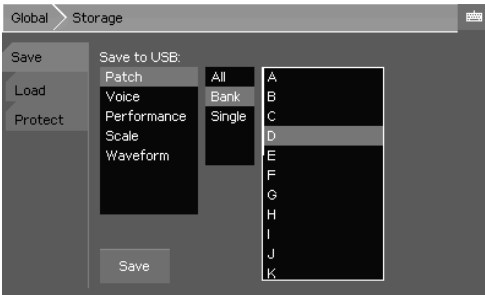 Global Storage
Save
Load
Protect
Save to USB:
Patch
Voice
Performance
Scale
Waveform
All
Bank
Single
A
B
C
D
E
F
G
H
I
J
K
Save